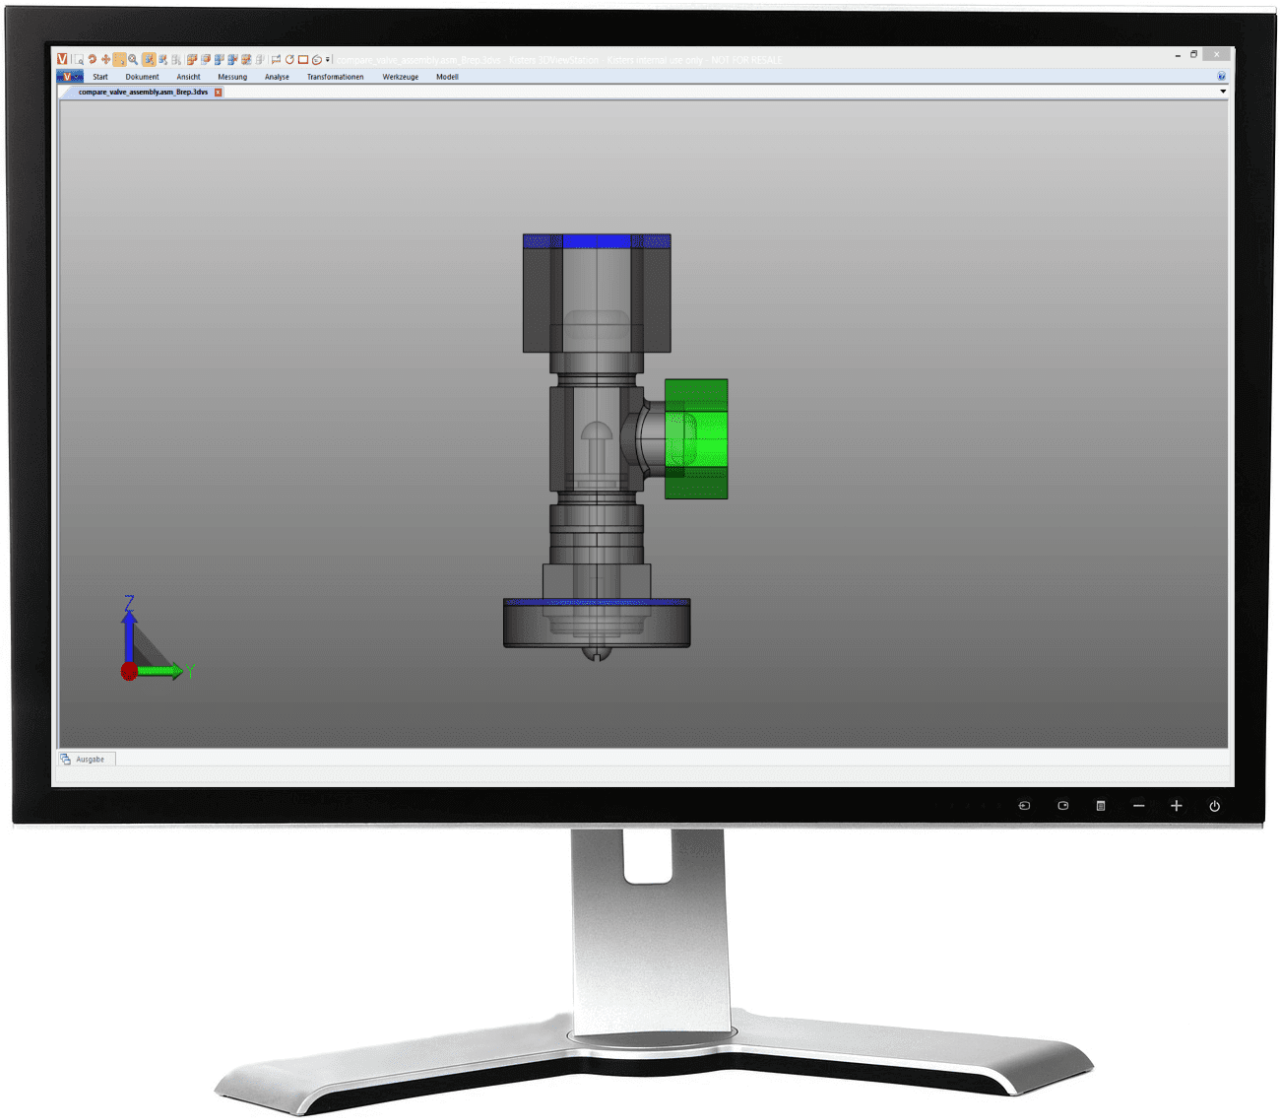 compare_valve_assembly.asm_Brep.3dvs - Kisters 3DViewStation - Kisters internal use only - NOT FOR RESALE
Start Dokument Ansicht Messung Analyse Transformationen Werkzeuge Modell
compare_valve_assembly.asm_Brep.3dvs
Z
Y
Ausgabe